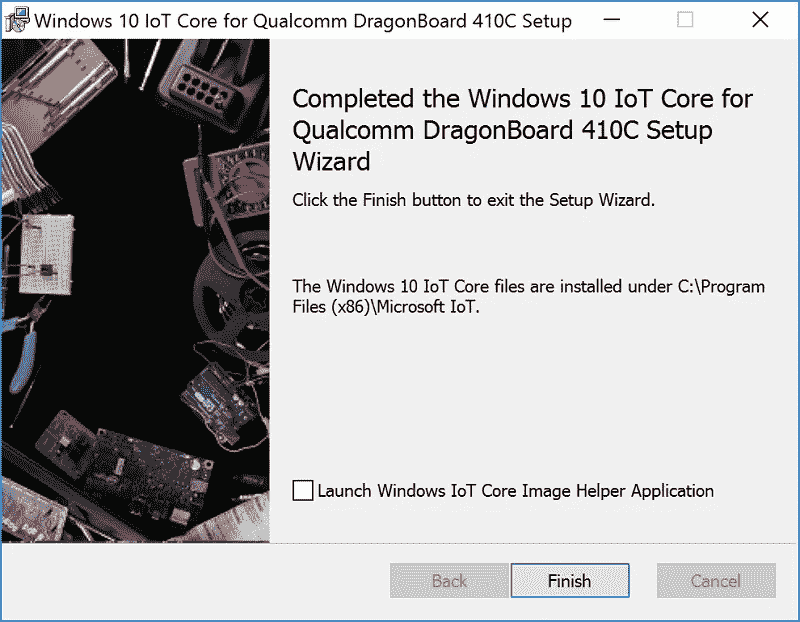 Windows 10 IoT Core for Qualcomm DragonBoard 410C Setup
Completed the Windows 10 IoT Core for
Qualcomm DragonBoard 410C Setup
Wizard
Click the Finish button to exit the Setup Wizard.
The Windows 10 IoT Core files are installed under C:\Program
Files (x86)\Microsoft IoT.
Launch Windows IoT Core Image Helper Application
Back
Finish
Cancel